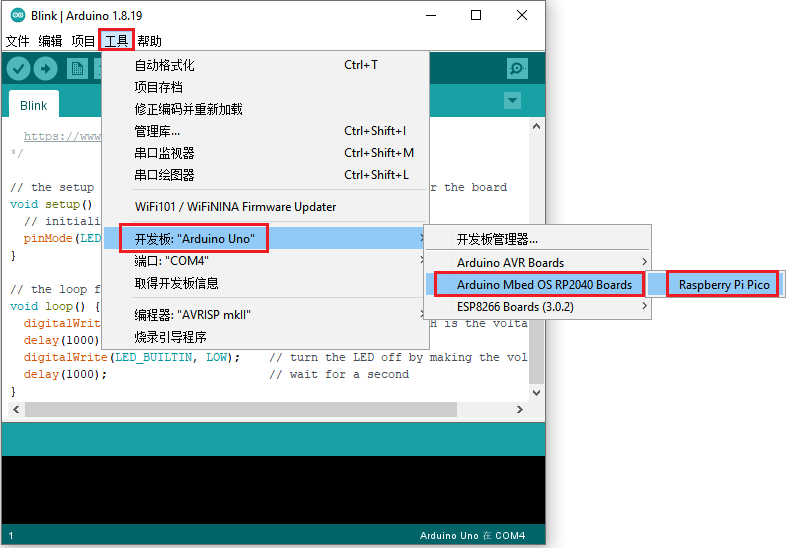 Blink | Arduino 1.8.19
文件 编辑 项目 工具 帮助
自动格式化 Ctrl+T
项目存档
修正编码并重新加载
管理库... Ctrl+Shift+I
串口监视器 Ctrl+Shift+M
串口绘图器 Ctrl+Shift+L
WiFi101 / WiFiNINA Firmware Updater
开发板: "Arduino Uno"
端口: "COM4"
取得开发板信息
编程器: "AVRISP mkII"
烧录引导程序
开发板管理器...
Arduino AVR Boards
Arduino Mbed OS RP2040 Boards
ESP8266 Boards (3.0.2)
Raspberry Pi Pico
Blink
https://www
*/
// the setup r the board
void setup()
// initiali
pinMode(LED
}
// the loop f
void loop() {
digitalWrite H is the volta
delay(1000)
digitalWrite(LED_BUILTIN, LOW); // turn the LED off by making the vol
delay(1000); // wait for a second
}
1 Arduino Uno 在 COM4